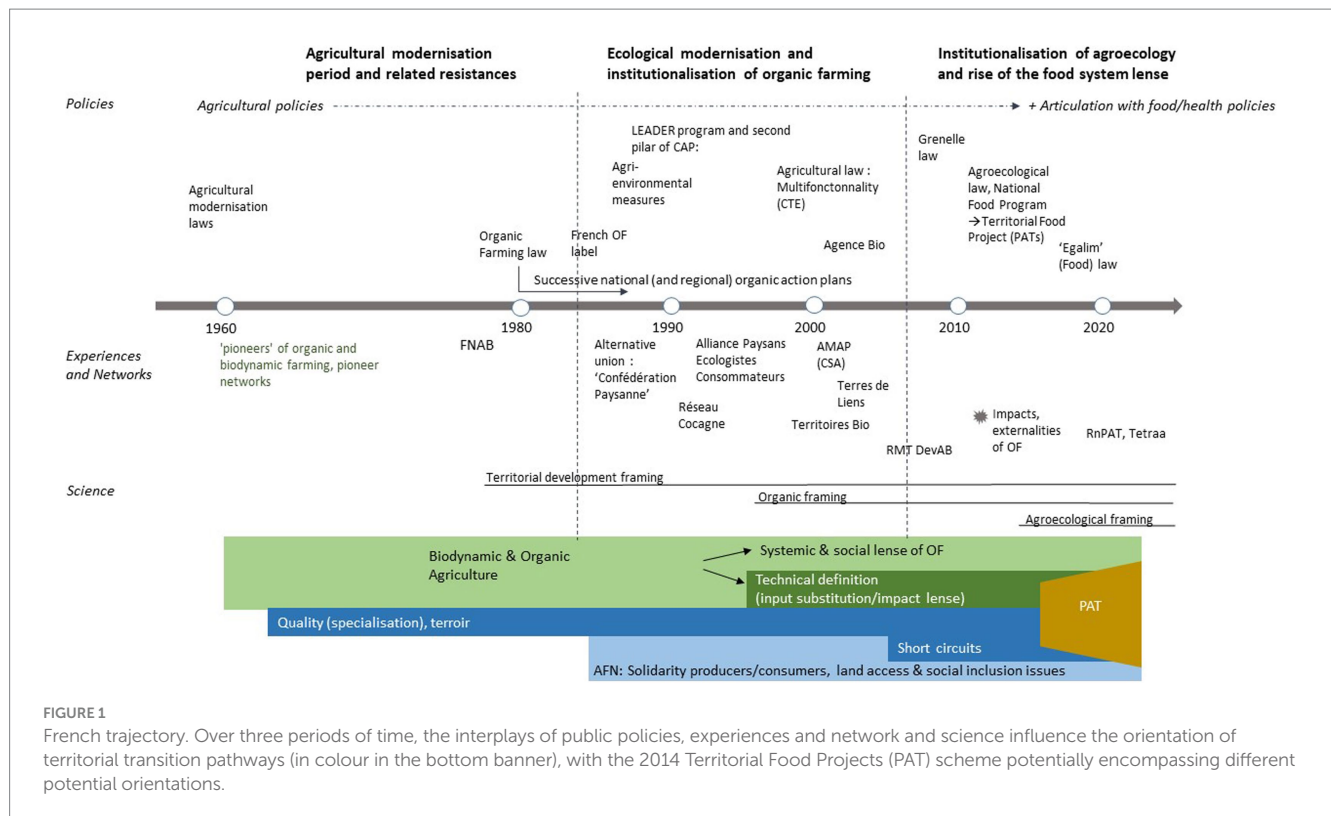 Agricultural modernisation
period and related resistances
Ecological modernisation and
institutionalisation of organic farming
Institutionalisation of agroecology
and rise of the food system lense
Policies
Agricultural policies
+ Articulation with food/health policies
LEADER program and second
pillar of CAP:
Agri-
environmental
measures
Agricultural law :
Multifonctonnality
(CTE)
Grenelle
law
Agroecological
law, National
Food Program
→Territorial Food
Project (PATs)
Agricultural
modernisation
laws
Organic
Farming law
French OF
label
Agence Bio
'Egalim'
(Food) law
Successive national (and regional) organic action plans
1960
1980
1990
2000
2010
2020
Experiences
and Networks
'pioneers' of organic and
biodynamic farming, pioneer
networks
FNAB
Alternative
union :
'Confédération
Paysanne'
Alliance Paysans
Ecologistes
Consommateurs
Réseau
Cocagne
AMAP
(CSA)
Terres de
Liens
Territoires Bio
RMT DevAB
Impacts,
externalities
of OF
RnPAT, Tetraa
Science
Territorial development framing
Organic framing
Agroecological framing
Biodynamic & Organic
Agriculture
Systemic & social lense of OF
Technical definition
(input substitution/impact lense)
PAT
Quality (specialisation), terroir
Short circuits
AFN: Solidarity producers/consumers, land access & social inclusion issues
FIGURE 1
French trajectory. Over three periods of time, the interplays of public policies, experiences and network and science influence the orientation of
territorial transition pathways (in colour in the bottom banner), with the 2014 Territorial Food Projects (PAT) scheme potentially encompassing different
potential orientations.